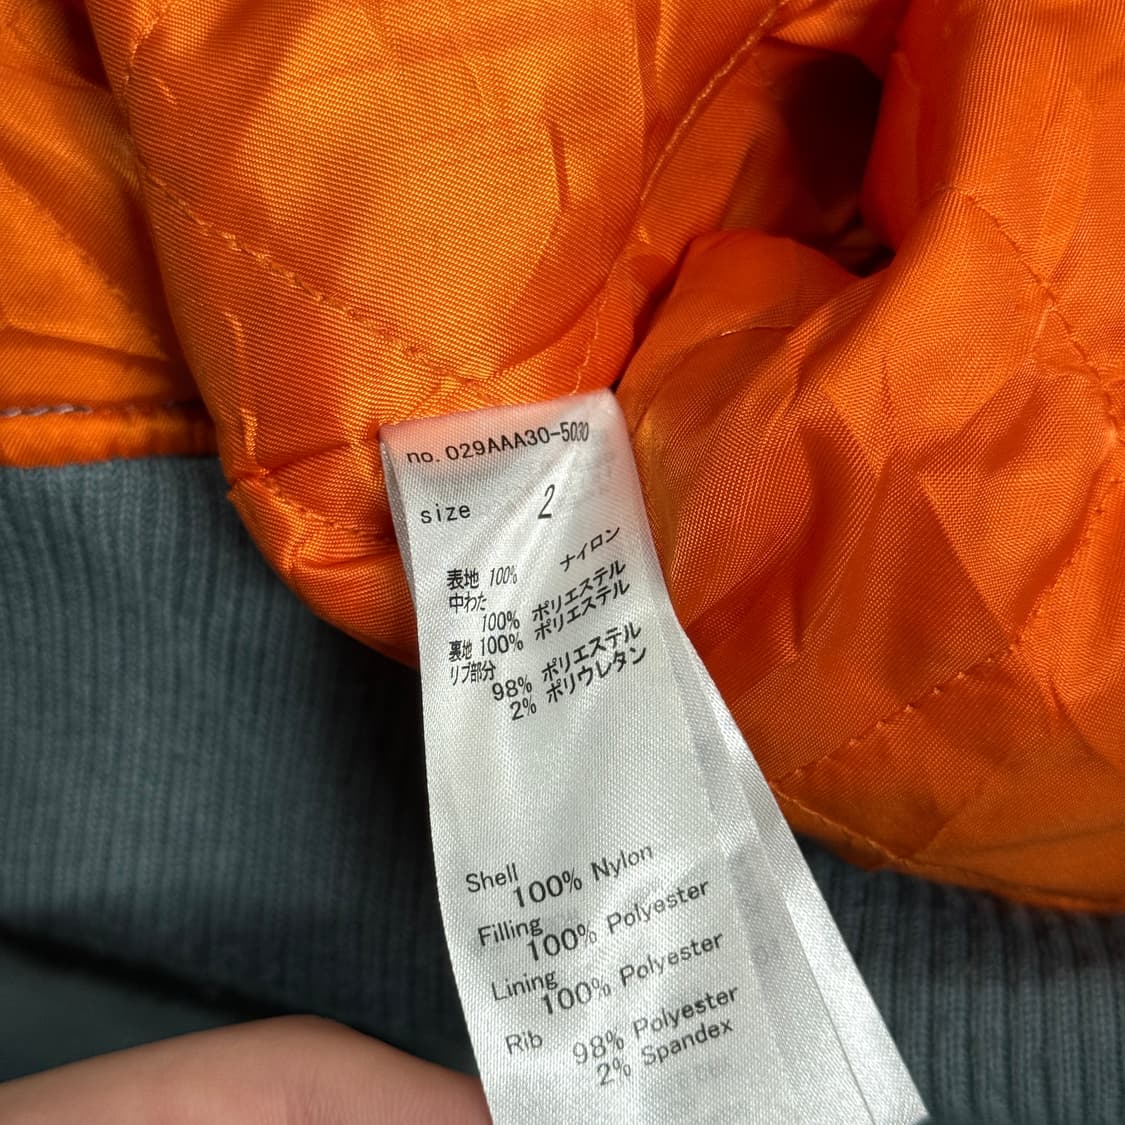 no. 029AAA30-5030
size 2
表地 100% ナイロン
中わた
100% ポリエステル
裏地 100% ポリエステル
リブ部分
98% ポリエステル
2% ポリウレタン
Shell
100% Nylon
Filling
100% Polyester
Lining
100% Polyester
Rib
98% Polyester
2% Spandex